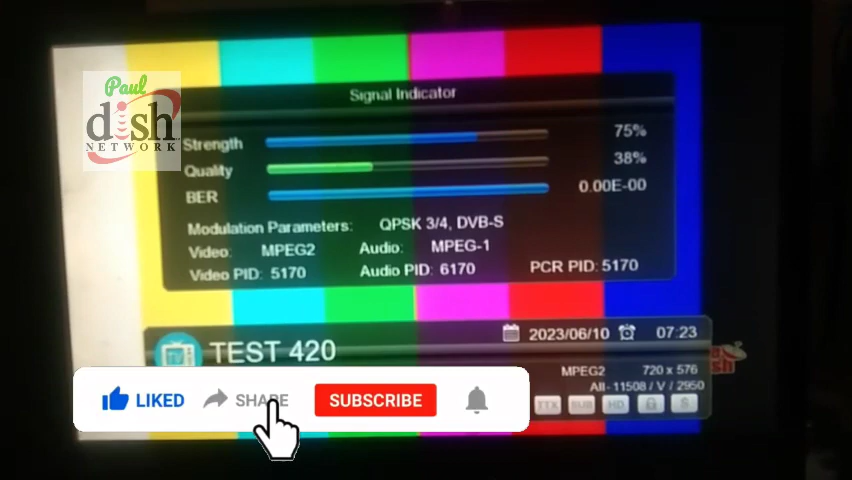 Paul
dish
NETWORK
Signal Indicator
Strength 75%
Quality 38%
BER 0.00E-00
Modulation Parameters: QPSK 3/4, DVB-S
Video: MPEG2 Audio: MPEG-1
Video PID: 5170 Audio PID: 6170 PCR PID: 5170
2023/06/10 07:23
TV
TEST 420
MPEG2 720 x 576
All - 11508 / V / 2950
TTX SUB HD S
LIKED SHARE SUBSCRIBE